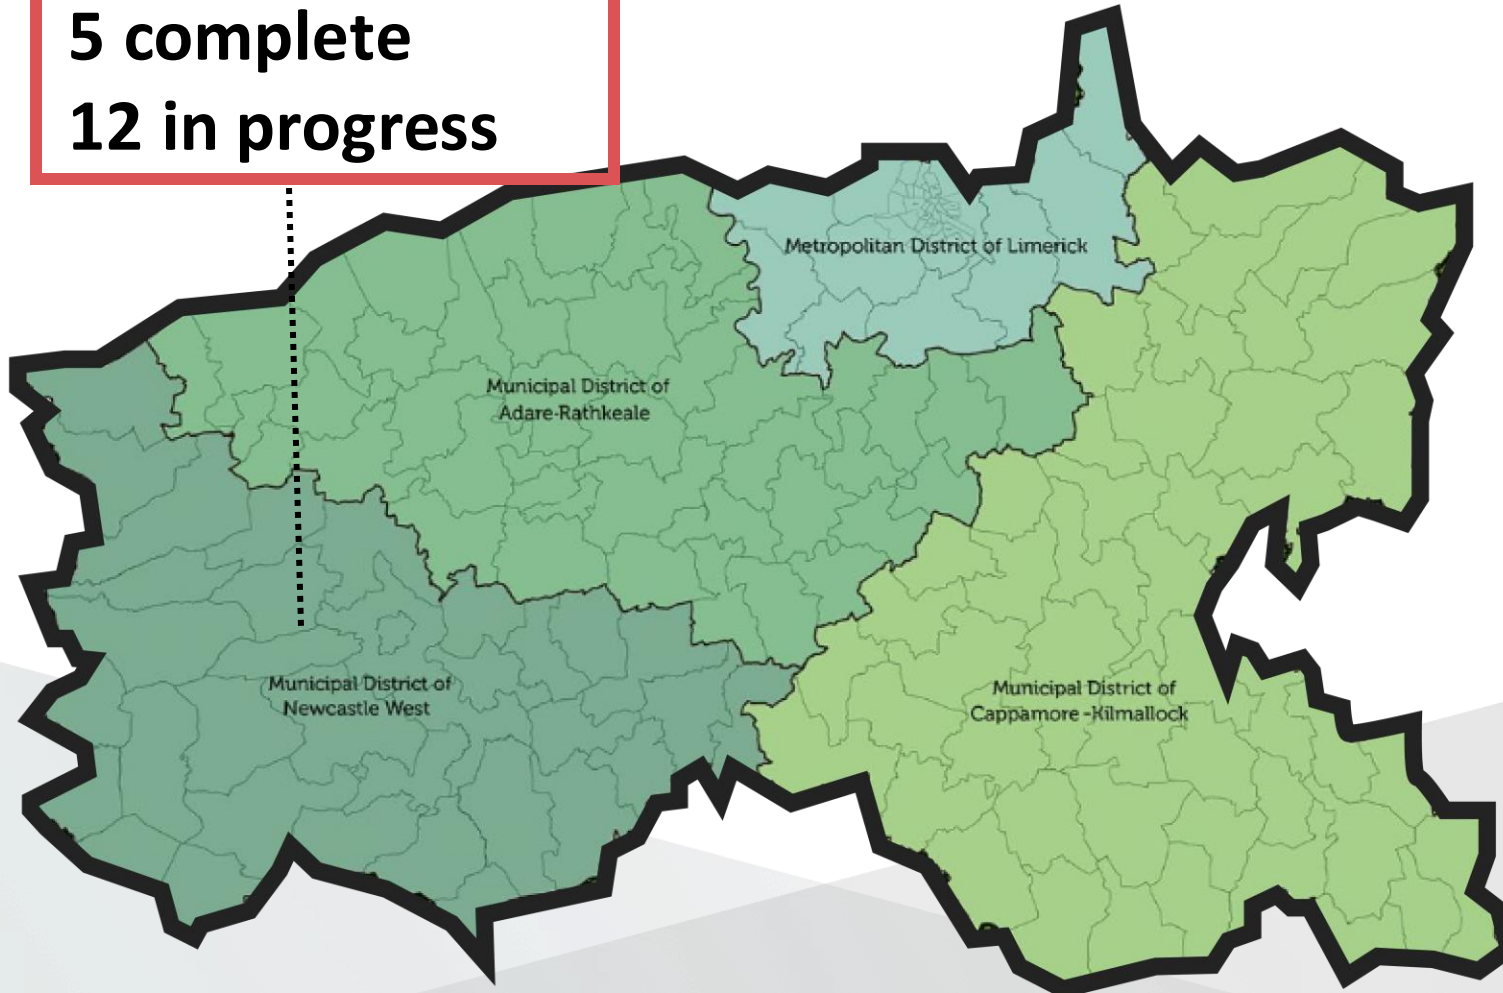 5 complete
12 in progress
Metropolitan District of Limerick
Municipal District of
Adare-Rathkeale
Municipal District of
Newcastle West
Municipal District of
Cappamore -Kilmallock